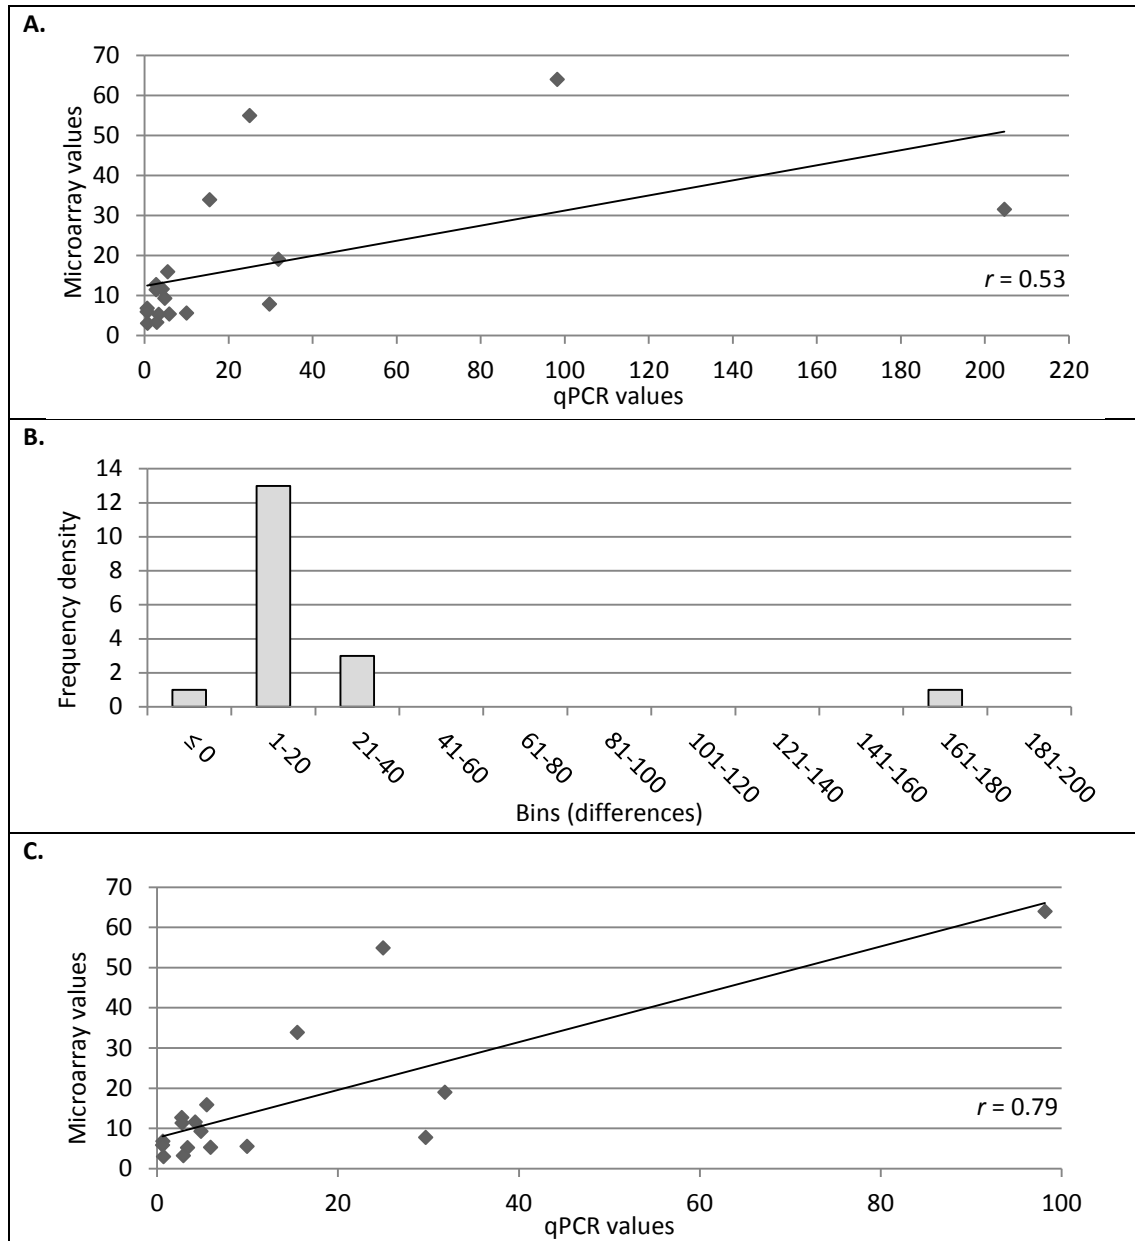 A.
70
60
50
40
30
20
10
0
Microarray values
r = 0.53
0 20 40 60 80 100 120 140 160 180 200 220
qPCR values
B.
14
12
10
8
6
4
2
0
Frequency density
≤ 0 1-20 21-40 41-60 61-80 81-100 101-120 121-140 141-160 161-180 181-200
Bins (differences)
C.
70
60
50
40
30
20
10
0
Microarray values
r = 0.79
0 20 40 60 80 100
qPCR values